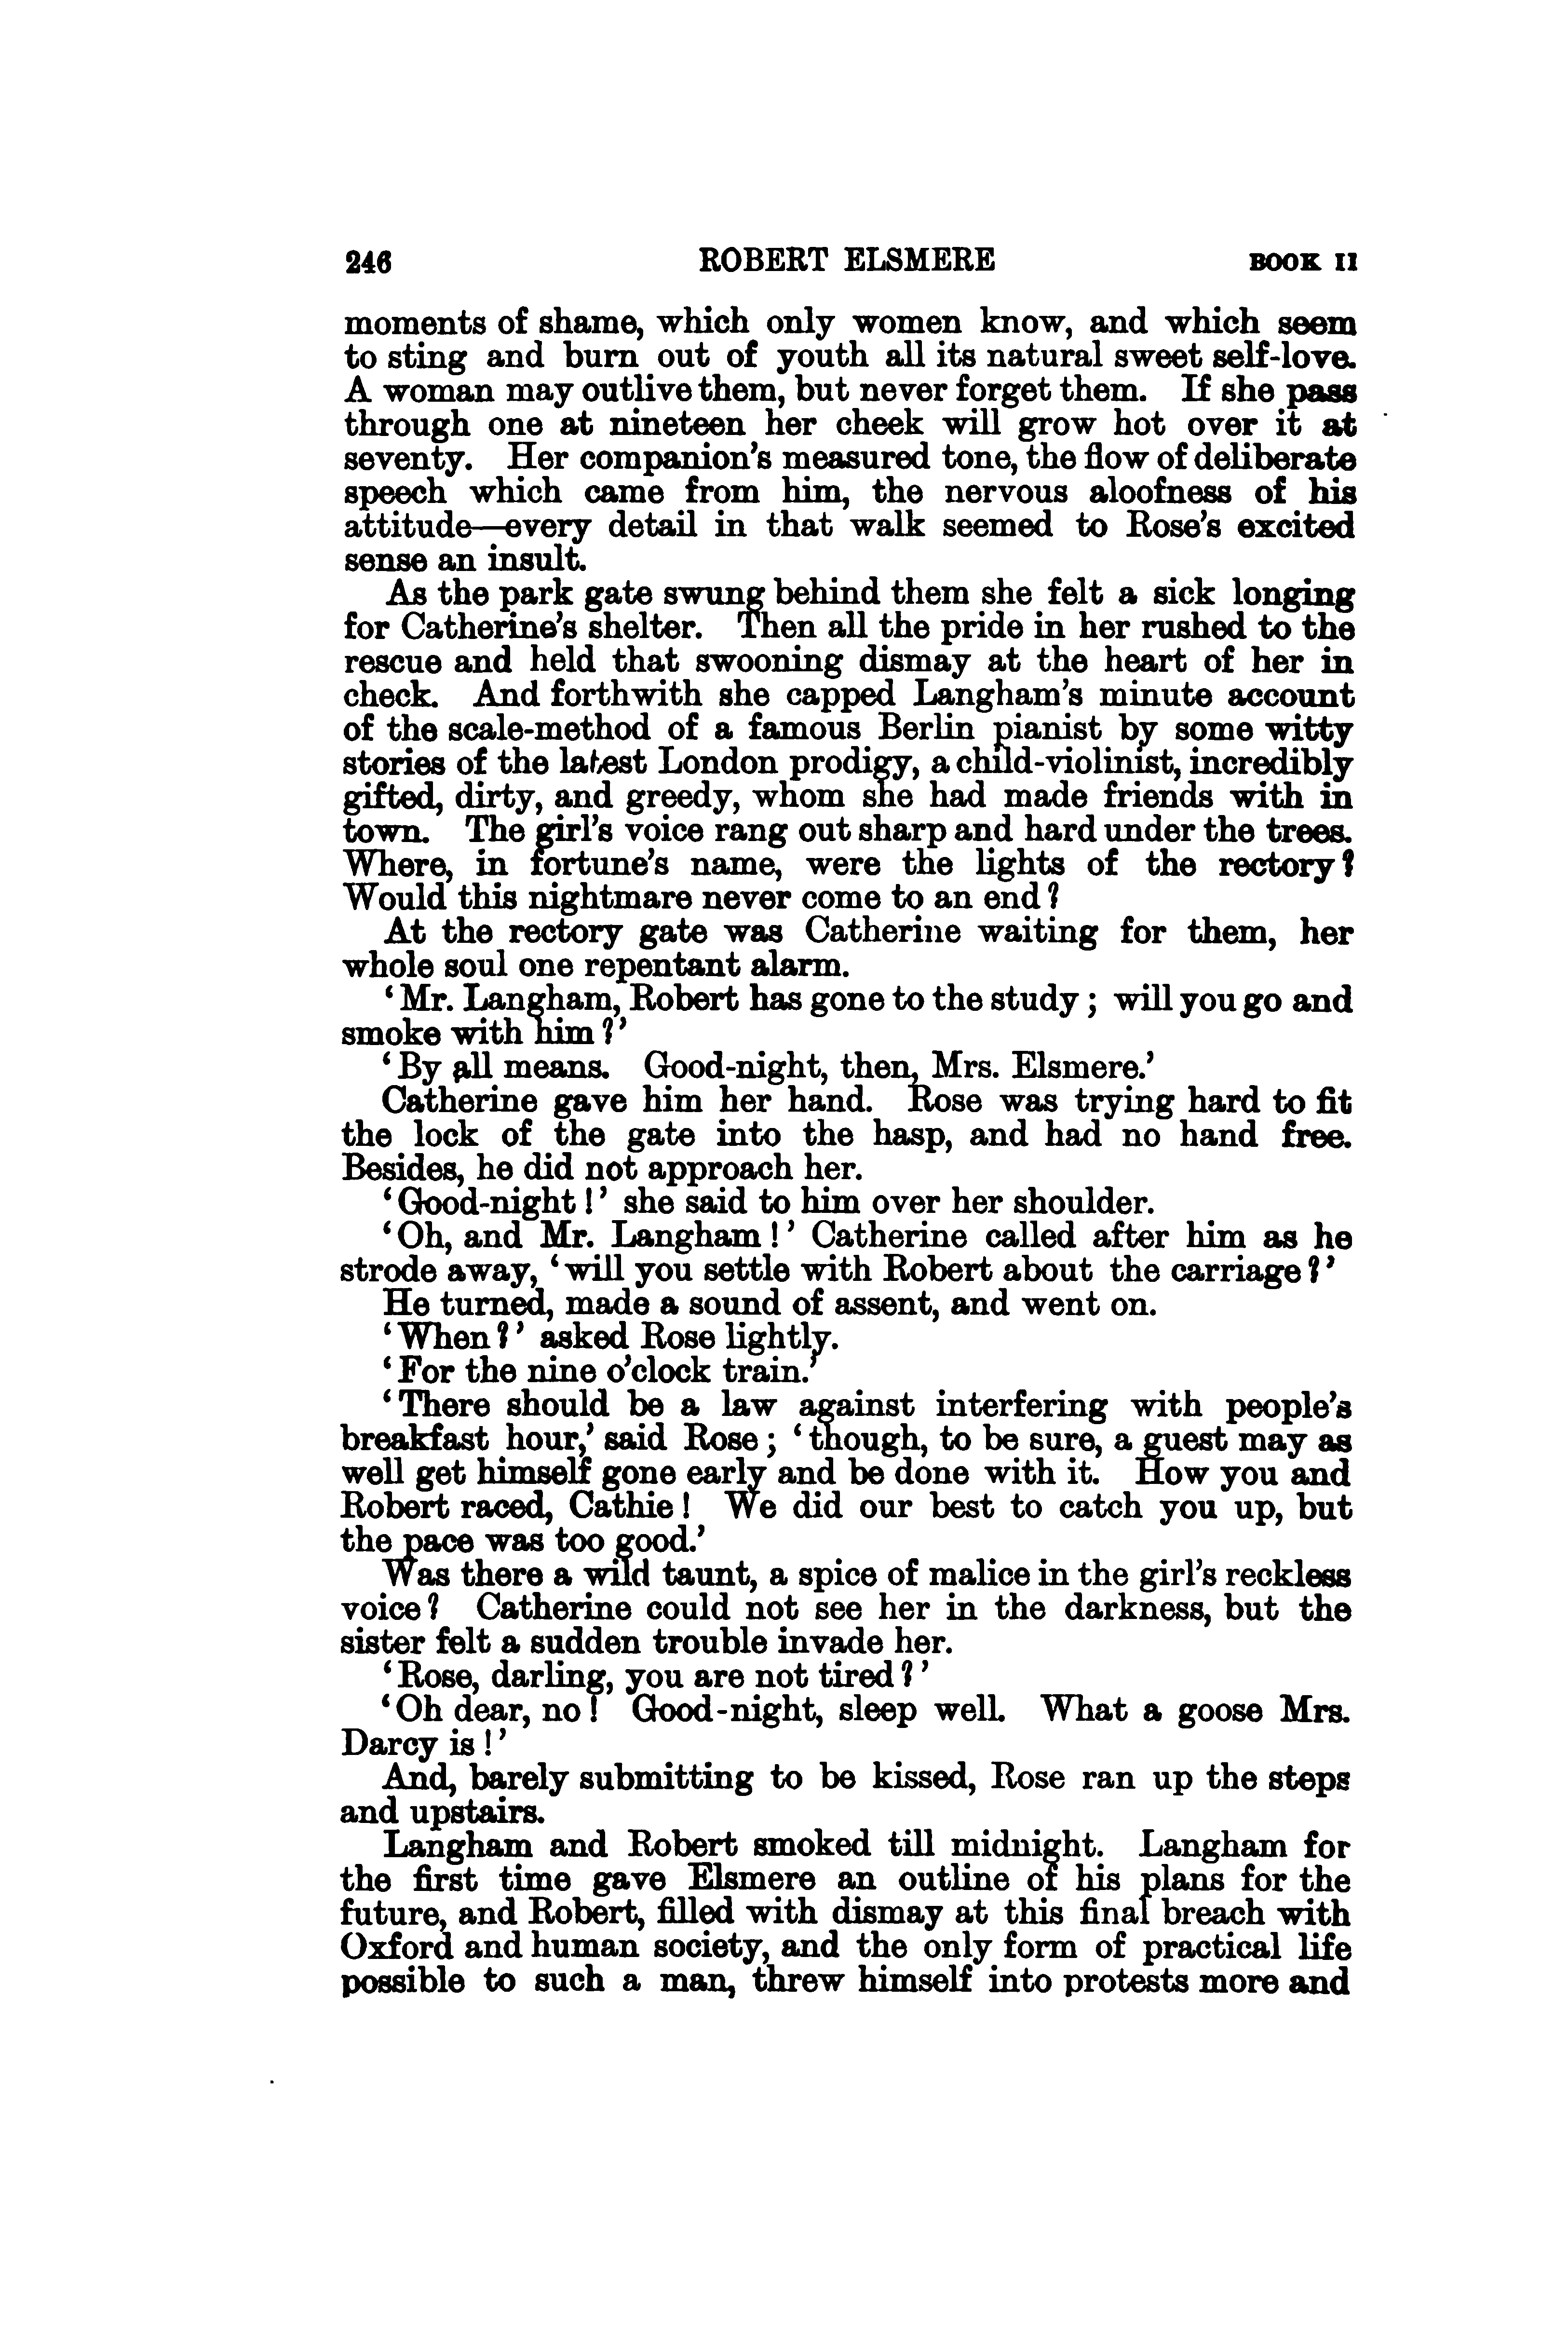 246 ROBERT ELSMERE BOOK II
moments of shame, which only women know, and which seem
to sting and burn out of youth all its natural sweet self-love.
A woman may outlive them, but never forget them. If she pass
through one at nineteen her cheek will grow hot over it at
seventy. Her companion's measured tone, the flow of deliberate
speech which came from him, the nervous aloofness of his
attitude—every detail in that walk seemed to Rose's excited
sense an insult.
As the park gate swung behind them she felt a sick longing
for Catherine's shelter. Then all the pride in her rushed to the
rescue and held that swooning dismay at the heart of her in
check. And forthwith she capped Langham's minute account
of the scale-method of a famous Berlin pianist by some witty
stories of the latest London prodigy, a child-violinist, incredibly
gifted, dirty, and greedy, whom she had made friends with in
town. The girl's voice rang out sharp and hard under the trees.
Where, in fortune's name, were the lights of the rectory?
Would this nightmare never come to an end?
At the rectory gate was Catherine waiting for them, her
whole soul one repentant alarm.
'Mr. Langham, Robert has gone to the study; will you go and
smoke with him?'
'By all means. Good-night, then, Mrs. Elsmere.'
Catherine gave him her hand. Rose was trying hard to fit
the lock of the gate into the hasp, and had no hand free.
Besides, he did not approach her.
'Good-night!' she said to him over her shoulder.
'Oh, and Mr. Langham!' Catherine called after him as he
strode away, 'will you settle with Robert about the carriage?'
He turned, made a sound of assent, and went on.
'When?' asked Rose lightly.
'For the nine o'clock train.'
'There should be a law against interfering with people's
breakfast hour,' said Rose; 'though, to be sure, a guest may as
well get himself gone early and be done with it. How you and
Robert raced, Cathie! We did our best to catch you up, but
the pace was too good.'
Was there a wild taunt, a spice of malice in the girl's reckless
voice? Catherine could not see her in the darkness, but the
sister felt a sudden trouble invade her.
'Rose, darling, you are not tired?'
'Oh dear, no! Good-night, sleep well. What a goose Mrs.
Darcy is!'
And, barely submitting to be kissed, Rose ran up the steps
and upstairs.
Langham and Robert smoked till midnight. Langham for
the first time gave Elsmere an outline of his plans for the
future, and Robert, filled with dismay at this final breach with
Oxford and human society, and the only form of practical life
possible to such a man, threw himself into protests more and